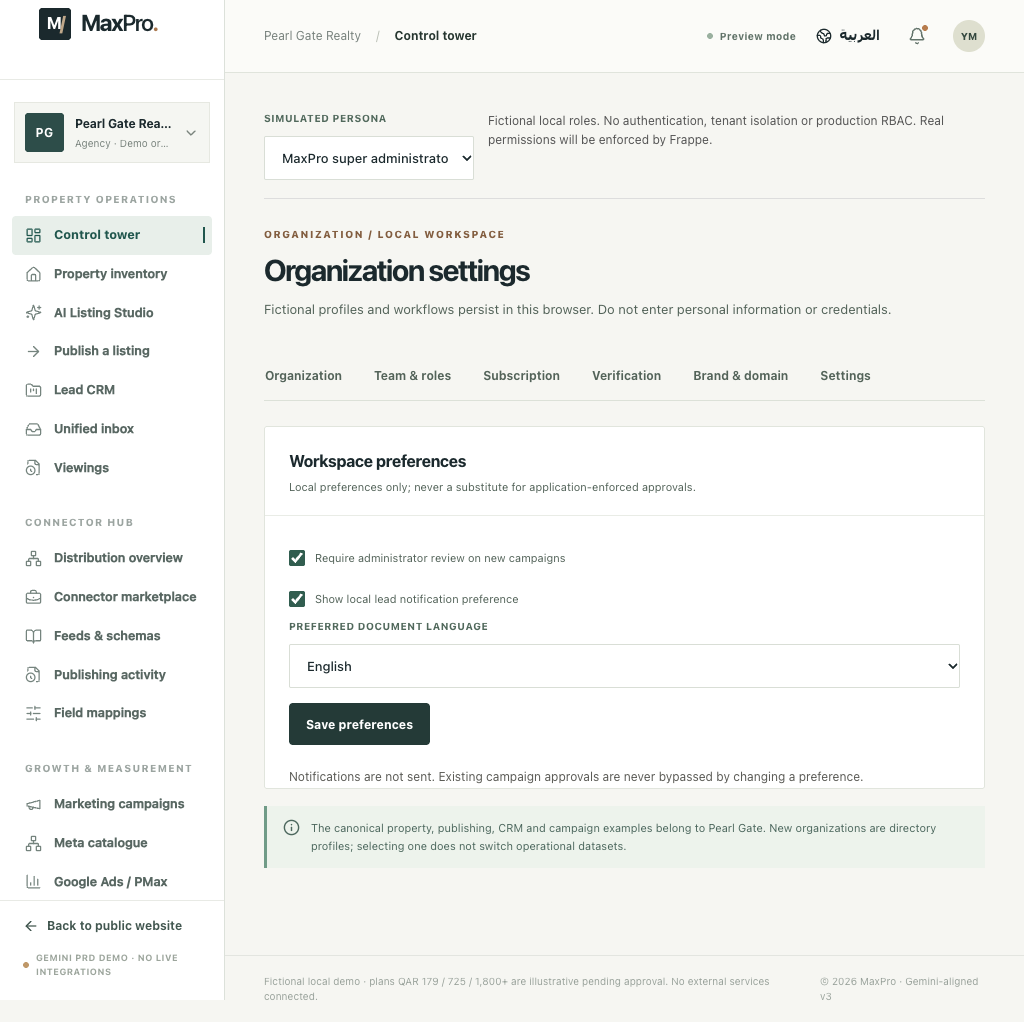 M/ MaxPro.
Pearl Gate Realty / Control tower
Preview mode
العربية
YM
PG
Pearl Gate Rea...
Agency · Demo or...
PROPERTY OPERATIONS
Control tower
Property inventory
AI Listing Studio
Publish a listing
Lead CRM
Unified inbox
Viewings
CONNECTOR HUB
Distribution overview
Connector marketplace
Feeds & schemas
Publishing activity
Field mappings
GROWTH & MEASUREMENT
Marketing campaigns
Meta catalogue
Google Ads / PMax
Back to public website
GEMINI PRD DEMO · NO LIVE
INTEGRATIONS
SIMULATED PERSONA
MaxPro super administrato
Fictional local roles. No authentication, tenant isolation or production RBAC. Real
permissions will be enforced by Frappe.
ORGANIZATION / LOCAL WORKSPACE
Organization settings
Fictional profiles and workflows persist in this browser. Do not enter personal information or credentials.
Organization
Team & roles
Subscription
Verification
Brand & domain
Settings
Workspace preferences
Local preferences only; never a substitute for application-enforced approvals.
Require administrator review on new campaigns
Show local lead notification preference
PREFERRED DOCUMENT LANGUAGE
English
Save preferences
Notifications are not sent. Existing campaign approvals are never bypassed by changing a preference.
The canonical property, publishing, CRM and campaign examples belong to Pearl Gate. New organizations are directory
profiles; selecting one does not switch operational datasets.
Fictional local demo · plans QAR 179 / 725 / 1,800+ are illustrative pending approval. No external services
connected.
© 2026 MaxPro · Gemini-aligned
v3